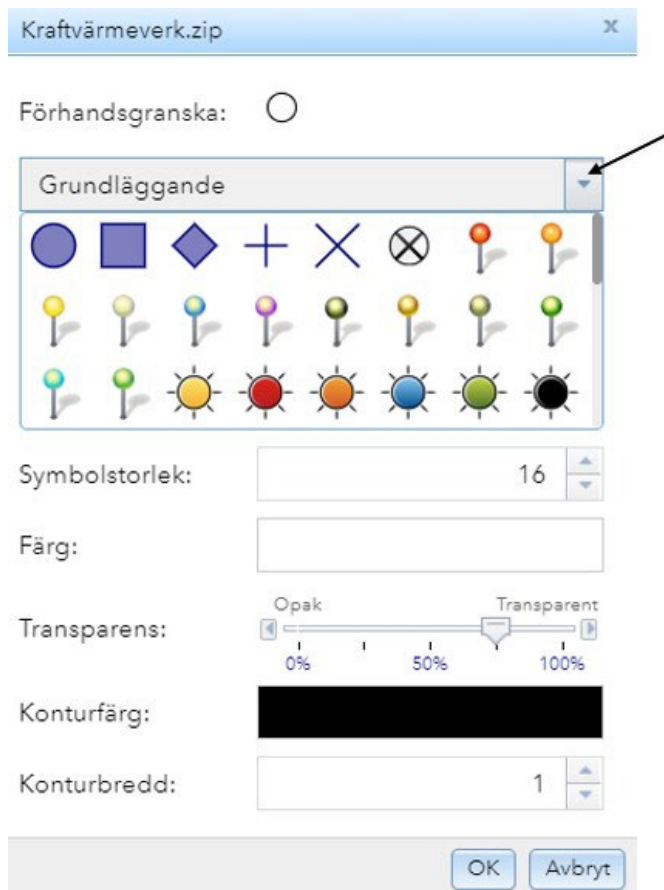 Kraftvärmeverk.zip x
Förhandsgranska:
Grundläggande
Symbolstorlek: 16
Färg:
Opak Transparent
Transparens:
0% 50% 100%
Konturfärg:
Konturbredd: 1
OK Avbryt